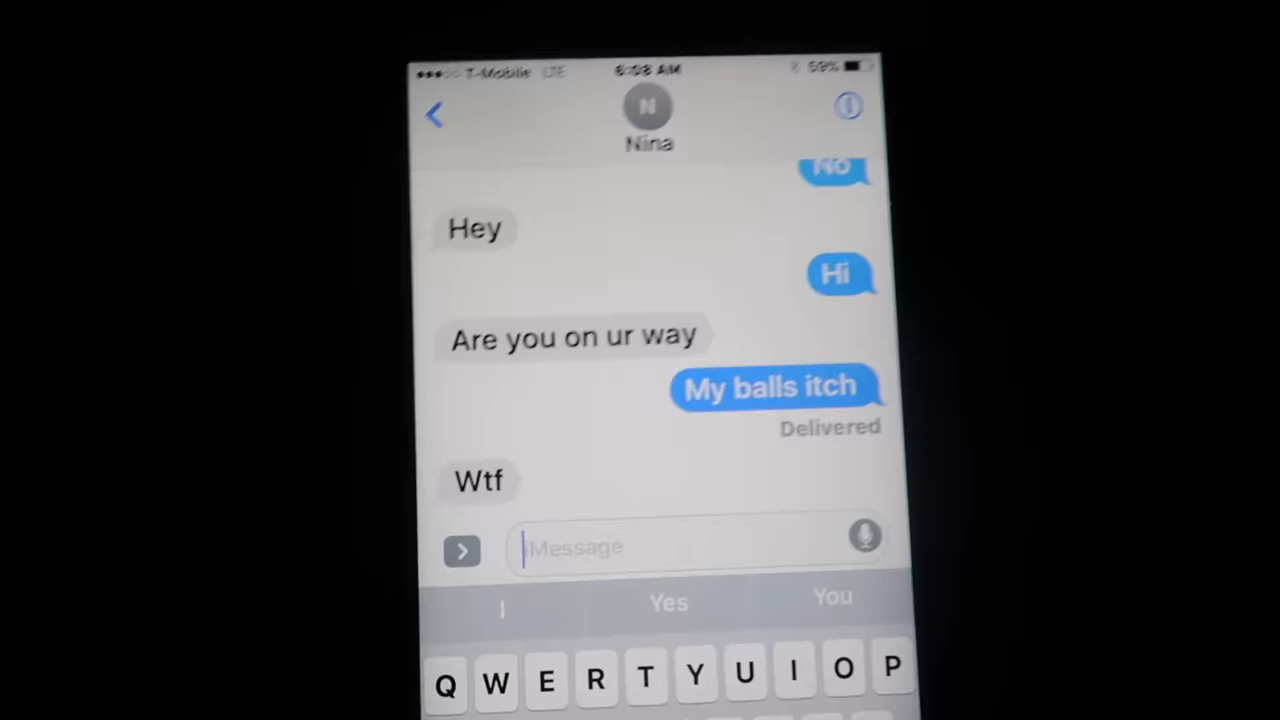 T-Mobile LTE 6:08 AM 59%
N
Nina
No
Hey
Hi
Are you on ur way
My balls itch
Delivered
Wtf
iMessage
I Yes You
Q W E R T Y U I O P